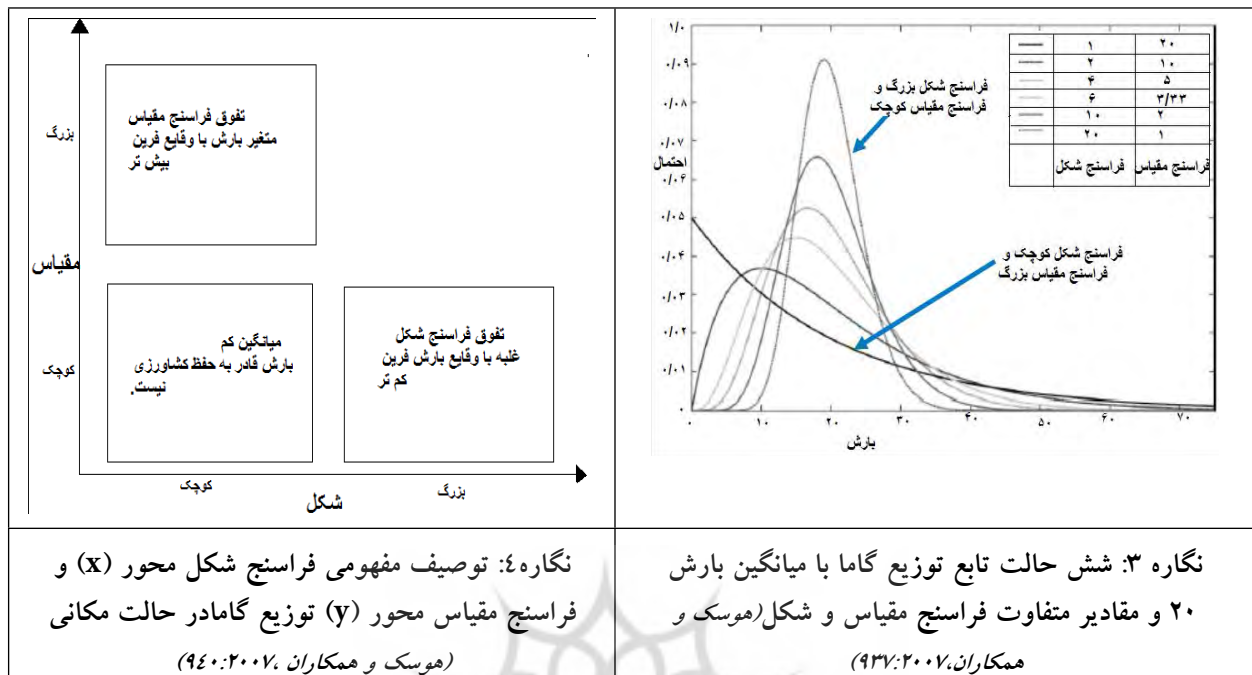 ۱/۰
۰/۰۹
۰/۰۸
۰/۰۷
احتمال
۰/۰۶
۰/۰۵
۰/۰۴
۰/۰۳
۰/۰۲
۰/۰۱
۰
۰ ۱۰ ۲۰ ۳۰ ۴۰ ۵۰ ۶۰ ۷۰
بارش
فراسنج شکل بزرگ و
فراسنج مقیاس کوچک
فراسنج شکل کوچک و
فراسنج مقیاس بزرگ
۲۰ ۱
۱۰ ۲
۵ ۴
۳/۳۳ ۶
۲ ۱۰
۱ ۲۰
فراسنج مقیاس فراسنج شکل
نگاره ۳: شش حالت تابع توزیع گاما با میانگین بارش
۲۰ و مقادیر متفاوت فراسنج مقیاس و شکل(هوسک و
همکاران،۹۳۷:۲۰۰۷)
بزرگ
مقیاس
کوچک
تفوق فراسنج مقیاس
متغیر بارش با وقایع فرین
بیش تر
میانگین کم
بارش قادر به حفظ کشاورزی
نیست.
تفوق فراسنج شکل
غلبه با وقایع بارش فرین
کم تر
کوچک
بزرگ
شکل
نگاره٤: توصیف مفهومی فراسنج شکل محور (x) و
فراسنج مقیاس محور (y) توزیع گامادر حالت مکانی
(هوسک و همکاران ،۹٤۰:۲۰۰۷)